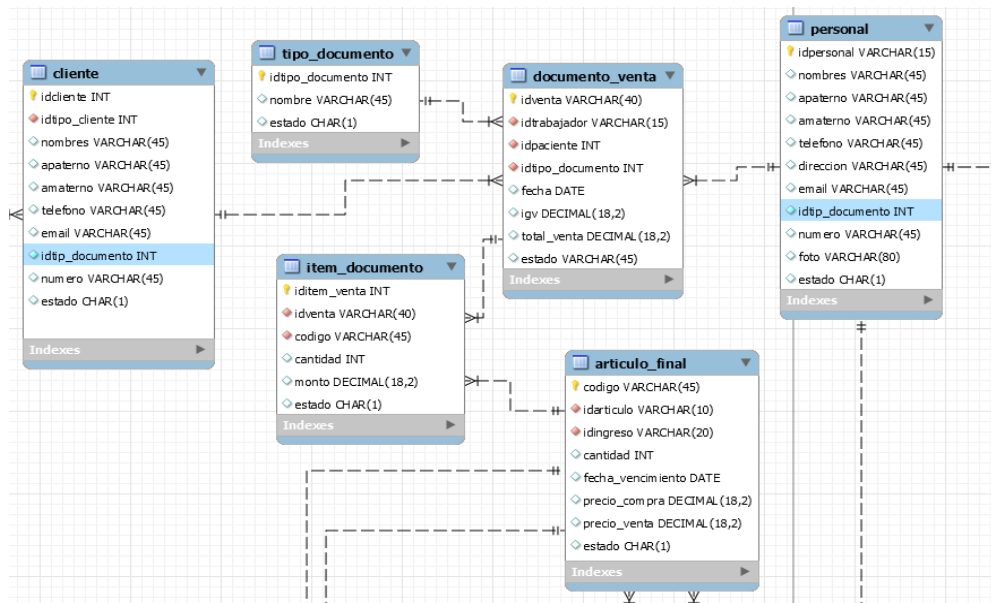 cliente
idcliente INT
idtipo_cliente INT
nombres VARCHAR(45)
apaterno VARCHAR(45)
amaterno VARCHAR(45)
telefono VARCHAR(45)
email VARCHAR(45)
idtip_documento INT
numero VARCHAR(45)
estado CHAR(1)
Indexes
tipo_documento
idtipo_documento INT
nombre VARCHAR(45)
estado CHAR(1)
Indexes
documento_venta
idventa VARCHAR(40)
idtrabajador VARCHAR(15)
idpaciente INT
idtipo_documento INT
fecha DATE
igv DECIMAL(18,2)
total_venta DECIMAL(18,2)
estado VARCHAR(45)
Indexes
personal
idpersonal VARCHAR(15)
nombres VARCHAR(45)
apaterno VARCHAR(45)
amaterno VARCHAR(45)
telefono VARCHAR(45)
direccion VARCHAR(45)
email VARCHAR(45)
idtip_documento INT
numero VARCHAR(45)
foto VARCHAR(80)
estado CHAR(1)
Indexes
item_documento
iditem_venta INT
idventa VARCHAR(40)
codigo VARCHAR(45)
cantidad INT
monto DECIMAL(18,2)
estado CHAR(1)
Indexes
articulo_final
codigo VARCHAR(45)
idarticulo VARCHAR(10)
idingreso VARCHAR(20)
cantidad INT
fecha_vencimiento DATE
precio_compra DECIMAL(18,2)
precio_venta DECIMAL(18,2)
estado CHAR(1)
Indexes